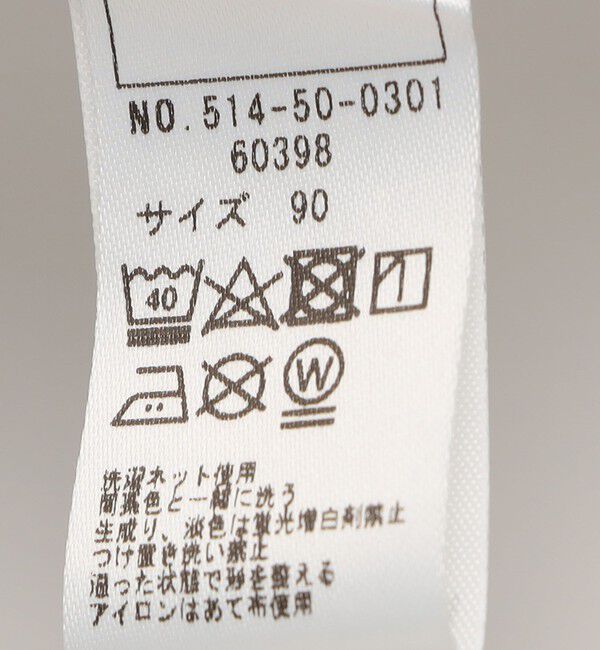 NO.514-50-0301
60398
サイズ 90
40
W
洗濯ネット使用
同系色と一緒に洗う
生成り、淡色は蛍光増白剤禁止
つけ置き洗い禁止
湿った状態で形を整える
アイロンはあて布使用